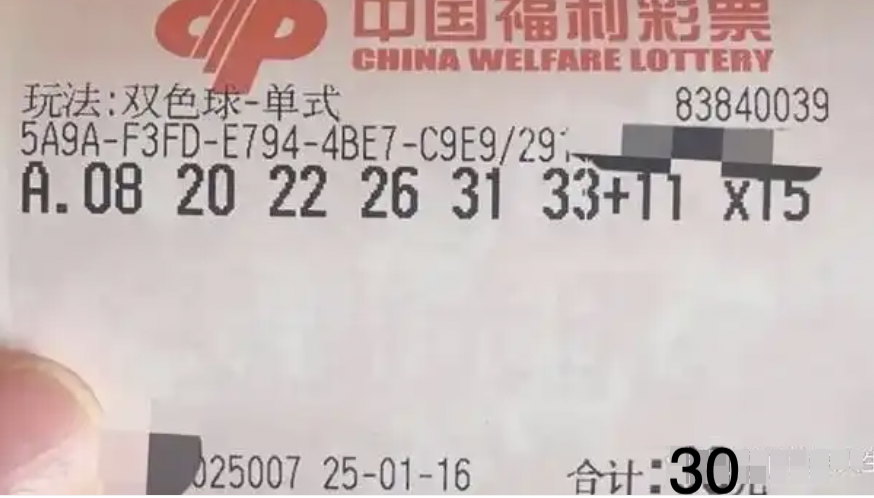 中国福利彩票
CHINA WELFARE LOTTERY
玩法:双色球-单式 83840039
5A9A-F3FD-E794-4BE7-C9E9/29
A.08 20 22 26 31 33+11 x15
025007 25-01-16 合计:30